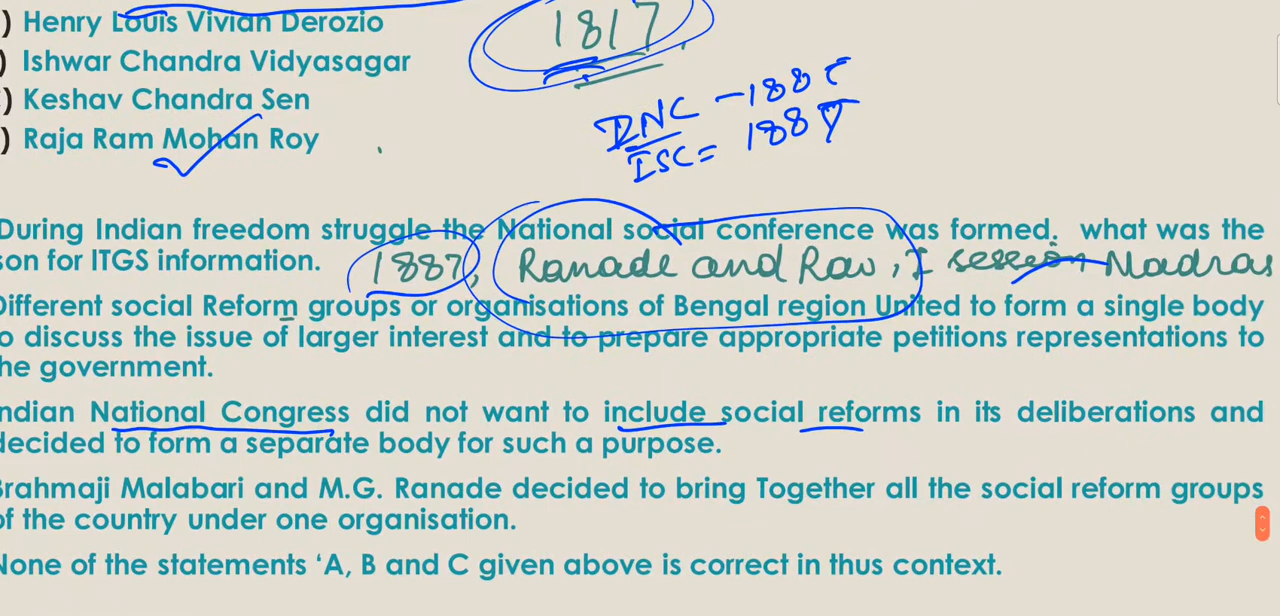 ) Henry Louis Vivian Derozio
1817
) Ishwar Chandra Vidyasagar
) Keshav Chandra Sen
INC - 188
) Raja Ram Mohan Roy
ISC = 188
During Indian freedom struggle the National social conference was formed. what was the
son for ITGS information.
1887, Ranade and Rao, I session Madras
Different social Reform groups or organisations of Bengal region United to form a single body
o discuss the issue of larger interest and to prepare appropriate petitions representations to
he government.
ndian National Congress did not want to include social reforms in its deliberations and
decided to form a separate body for such a purpose.
Brahmaji Malabari and M.G. Ranade decided to bring Together all the social reform groups
of the country under one organisation.
None of the statements ‘A, B and C given above is correct in thus context.